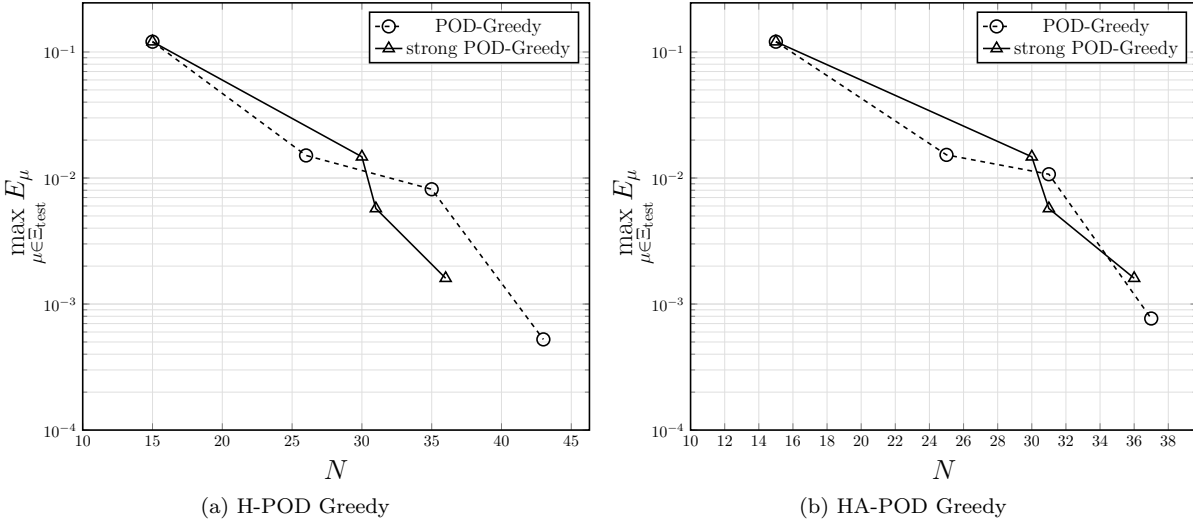 POD-Greedy
strong POD-Greedy
10⁻¹
10⁻²
10⁻³
10⁻⁴
max E_μ
μ∈Ξ_test
10 15 20 25 30 35 40 45
N
(a) H-POD Greedy
POD-Greedy
strong POD-Greedy
10⁻¹
10⁻²
10⁻³
10⁻⁴
max E_μ
μ∈Ξ_test
10 12 14 16 18 20 22 24 26 28 30 32 34 36 38
N
(b) HA-POD Greedy